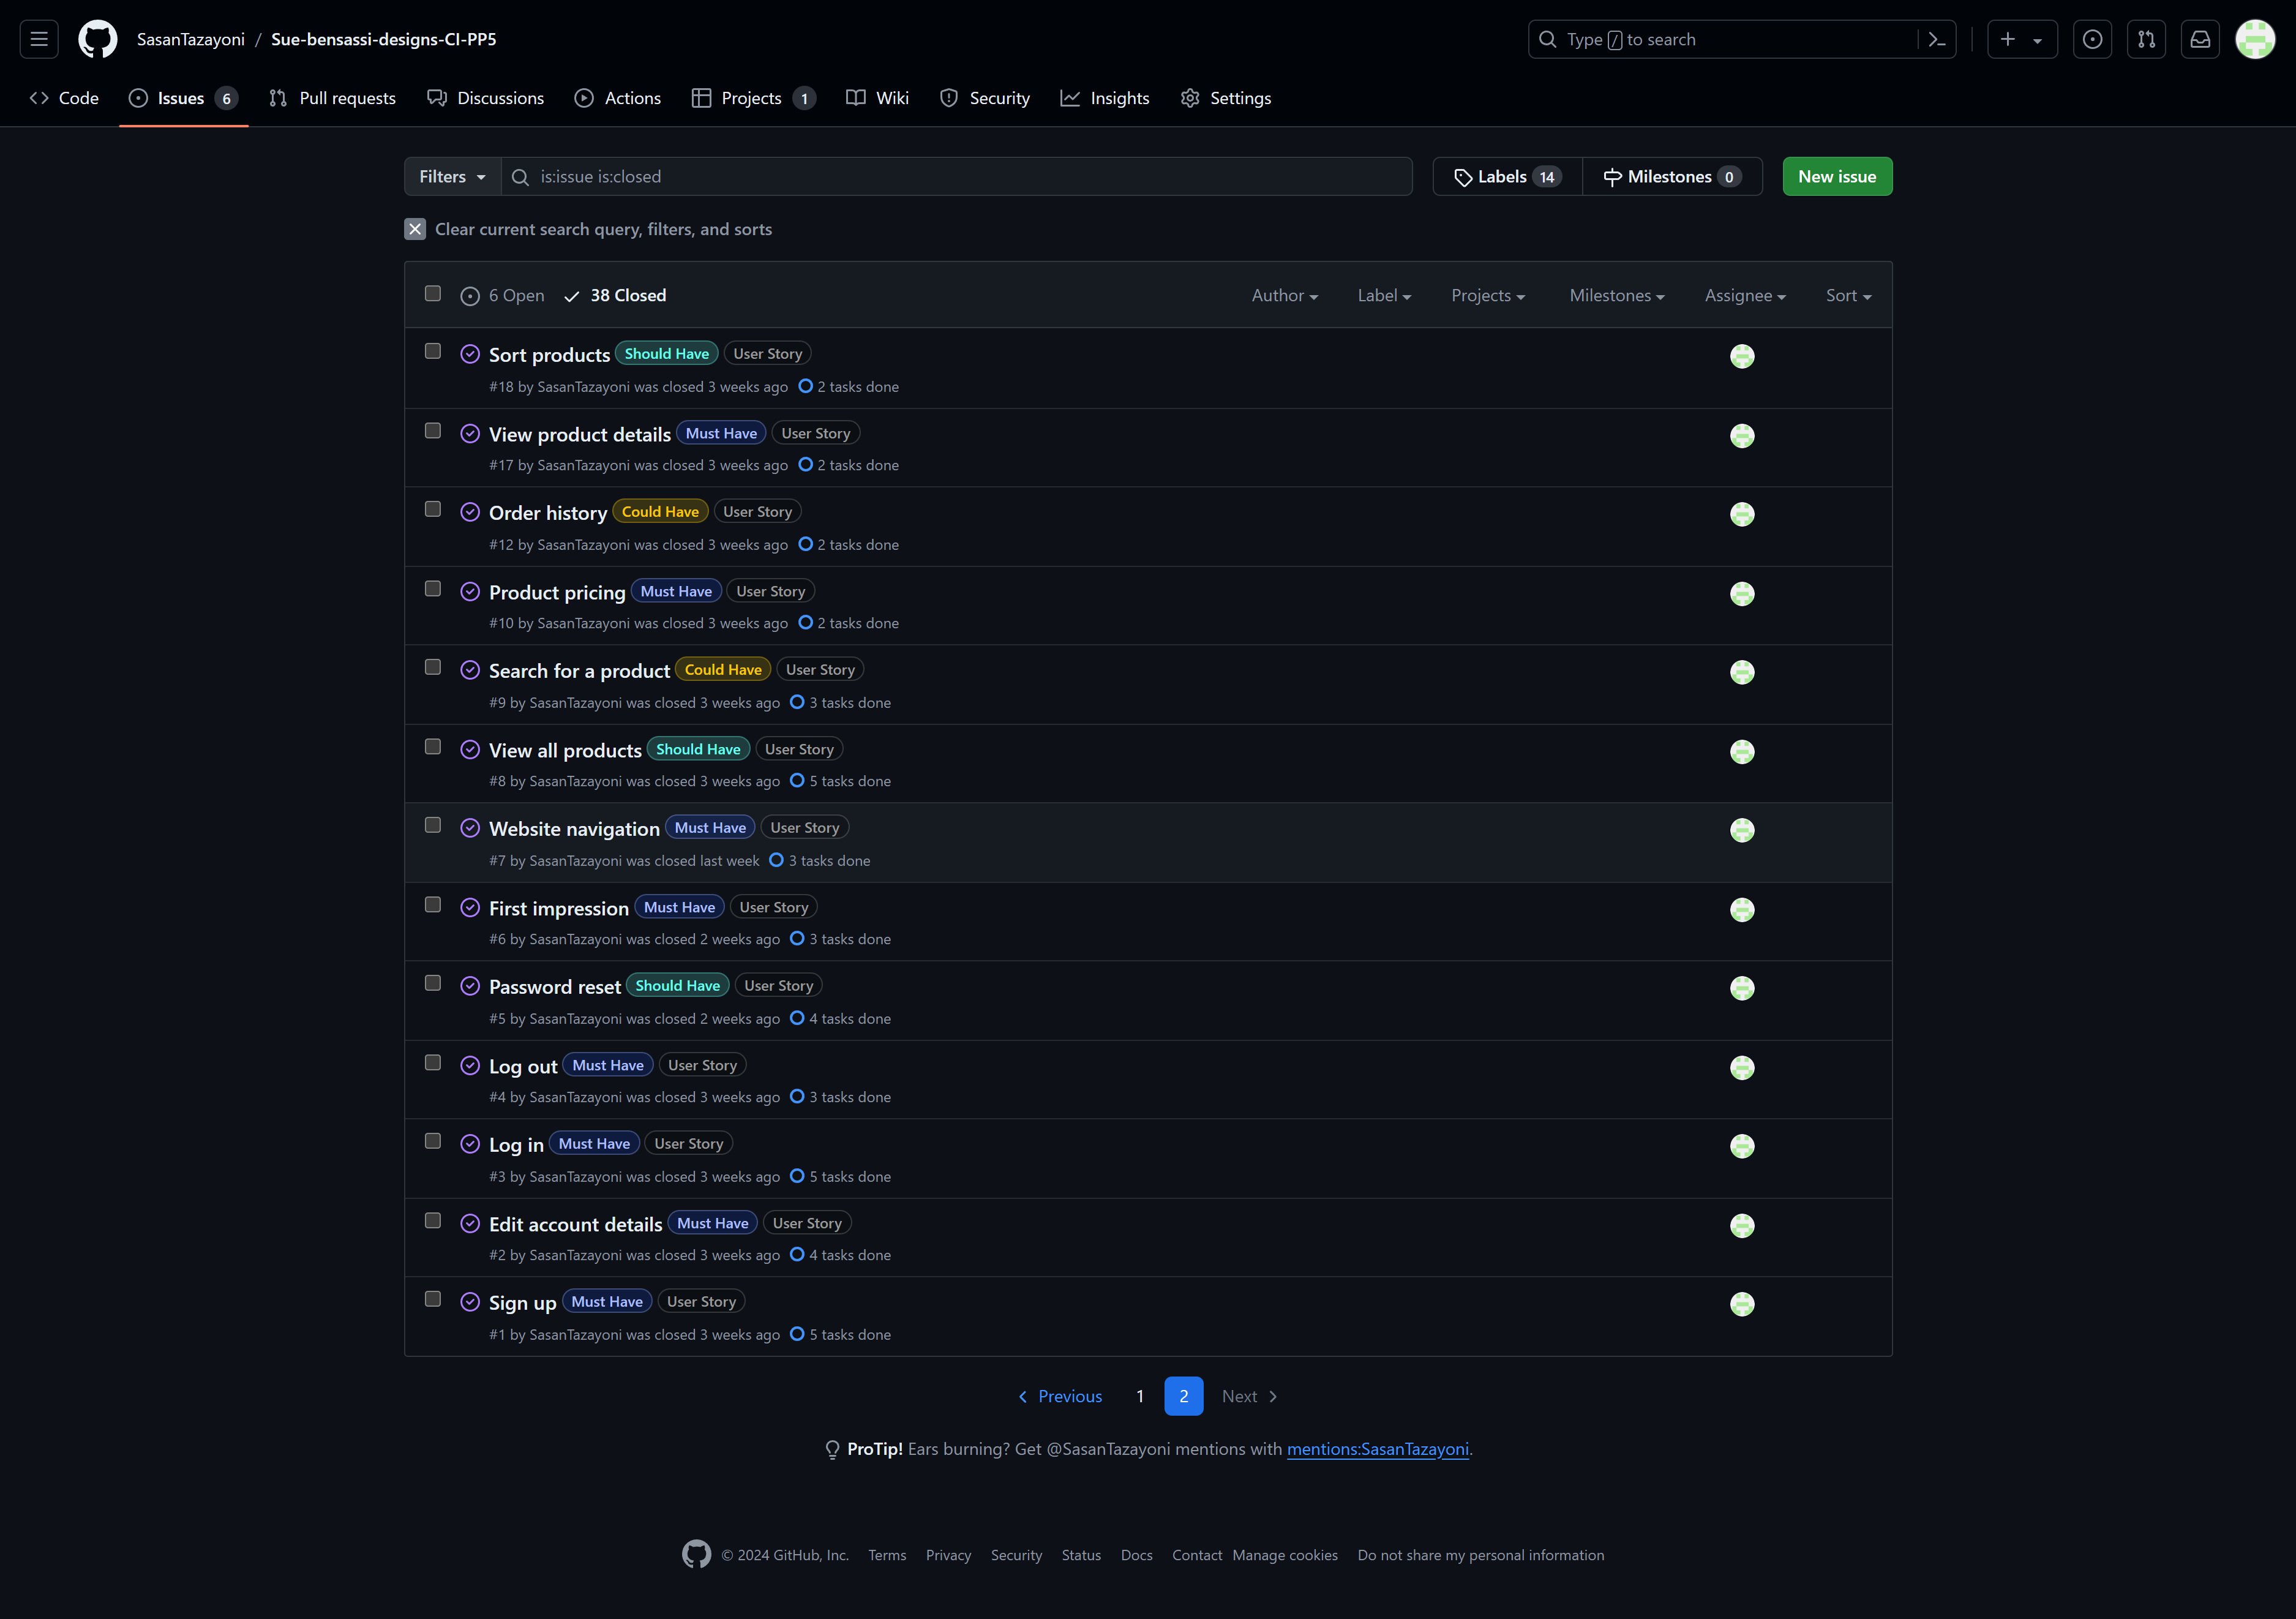 SasanTazayoni / Sue-bensassi-designs-CI-PP5
Type / to search
Code Issues 6 Pull requests Discussions Actions Projects 1 Wiki Security Insights Settings
Filters is:issue is:closed Labels 14 Milestones 0 New issue
Clear current search query, filters, and sorts
6 Open 38 Closed Author Label Projects Milestones Assignee Sort
Sort products Should Have User Story
#18 by SasanTazayoni was closed 3 weeks ago 2 tasks done
View product details Must Have User Story
#17 by SasanTazayoni was closed 3 weeks ago 2 tasks done
Order history Could Have User Story
#12 by SasanTazayoni was closed 3 weeks ago 2 tasks done
Product pricing Must Have User Story
#10 by SasanTazayoni was closed 3 weeks ago 2 tasks done
Search for a product Could Have User Story
#9 by SasanTazayoni was closed 3 weeks ago 3 tasks done
View all products Should Have User Story
#8 by SasanTazayoni was closed 3 weeks ago 5 tasks done
Website navigation Must Have User Story
#7 by SasanTazayoni was closed last week 3 tasks done
First impression Must Have User Story
#6 by SasanTazayoni was closed 2 weeks ago 3 tasks done
Password reset Should Have User Story
#5 by SasanTazayoni was closed 2 weeks ago 4 tasks done
Log out Must Have User Story
#4 by SasanTazayoni was closed 3 weeks ago 3 tasks done
Log in Must Have User Story
#3 by SasanTazayoni was closed 3 weeks ago 5 tasks done
Edit account details Must Have User Story
#2 by SasanTazayoni was closed 3 weeks ago 4 tasks done
Sign up Must Have User Story
#1 by SasanTazayoni was closed 3 weeks ago 5 tasks done
Previous 1 2 Next
ProTip! Ears burning? Get @SasanTazayoni mentions with mentions:SasanTazayoni.
© 2024 GitHub, Inc. Terms Privacy Security Status Docs Contact Manage cookies Do not share my personal information